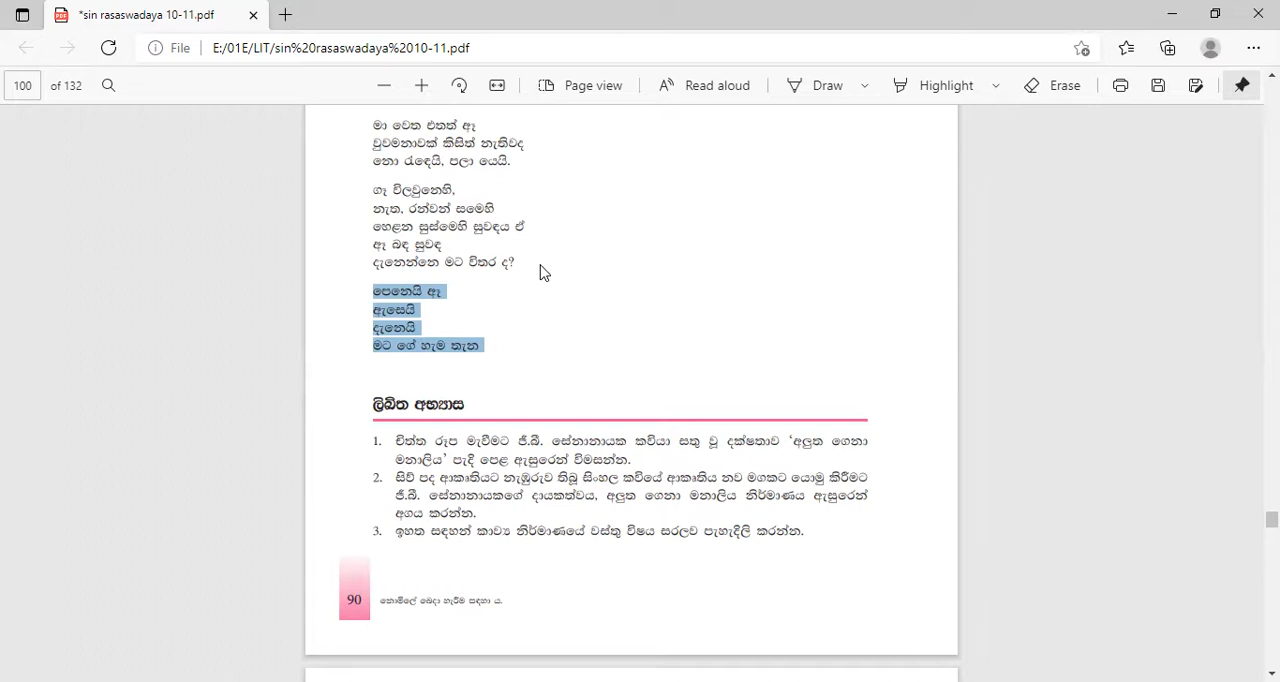 *sin rasaswadaya 10-11.pdf
File
E:/01E/LIT/sin%20rasaswadaya%2010-11.pdf
100 of 132
Page view
Read aloud
Draw
Highlight
Erase
මා වෙත එතත් ඈ
වුවමනාවක් කිසිත් නැතිවද
නො රැඳෙයි, පලා යෙයි.
ගෑ විලවුනෙහි,
නැත, රන්වන් සමෙහි
හෙළන සුස්මෙහි සුවඳය ඒ
ඈ බඳ සුවඳ
දැනෙන්නෙ මට විතර ද?
පෙනෙයි ඈ
ඇසෙයි
දැනෙයි
මට ගේ හැම තැන
ලිඛිත අභ්‍යාස
1. චිත්ත රූප මැවීමට ජී.බී. සේනානායක කවියා සතු වූ දක්ෂතාව ‘අලුත ගෙනා
මනාලිය’ පැදි පෙළ ඇසුරෙන් විමසන්න.
2. සිව් පද ආකෘතියට නැඹුරුව තිබූ සිංහල කවියේ ආකෘතිය නව මගකට යොමු කිරීමට
ජී.බී. සේනානායකගේ දායකත්වය, අලුත ගෙනා මනාලිය නිර්මාණය ඇසුරෙන්
අගය කරන්න.
3. ඉහත සඳහන් කාව්‍ය නිර්මාණයේ වස්තු විෂය සරලව පැහැදිලි කරන්න.
90
නොමිලේ බෙදා හැරීම සඳහා ය.